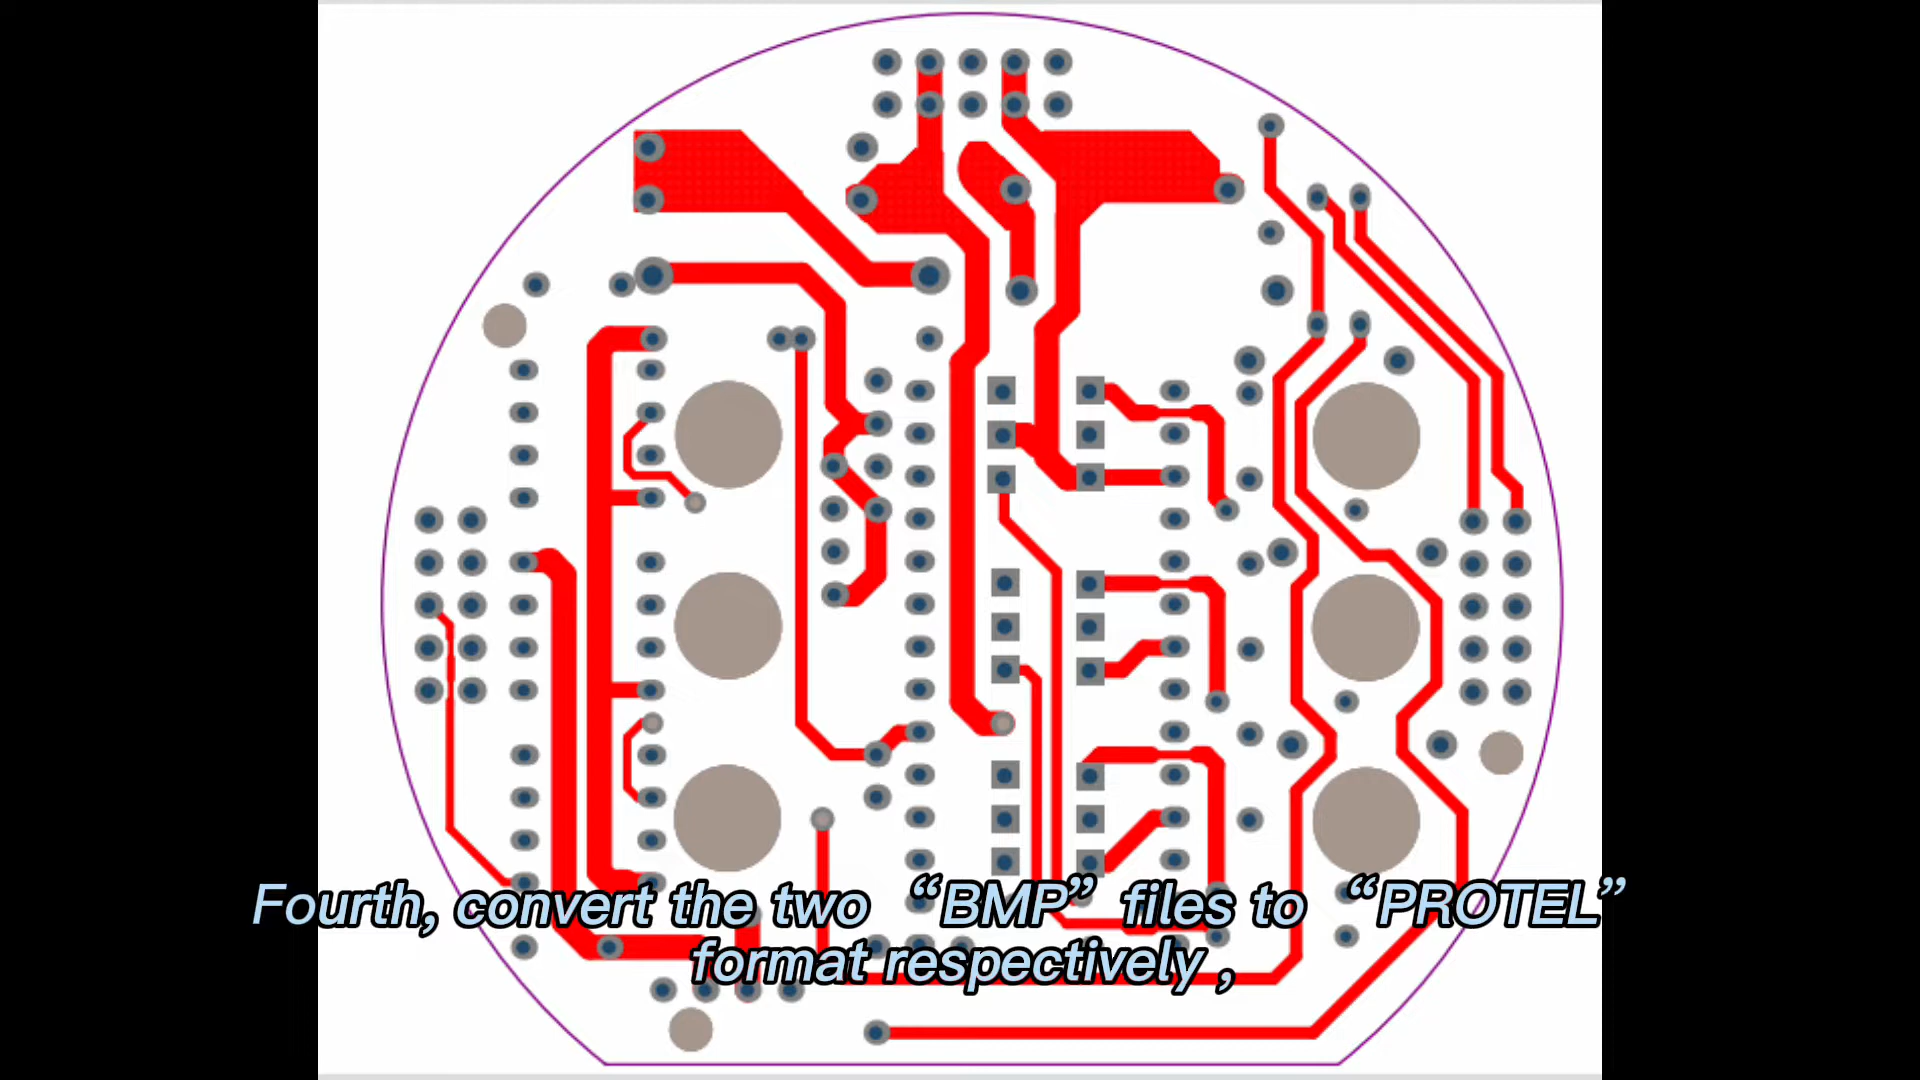 Fourth, convert the two “BMP” files to “PROTEL”
format respectively ,